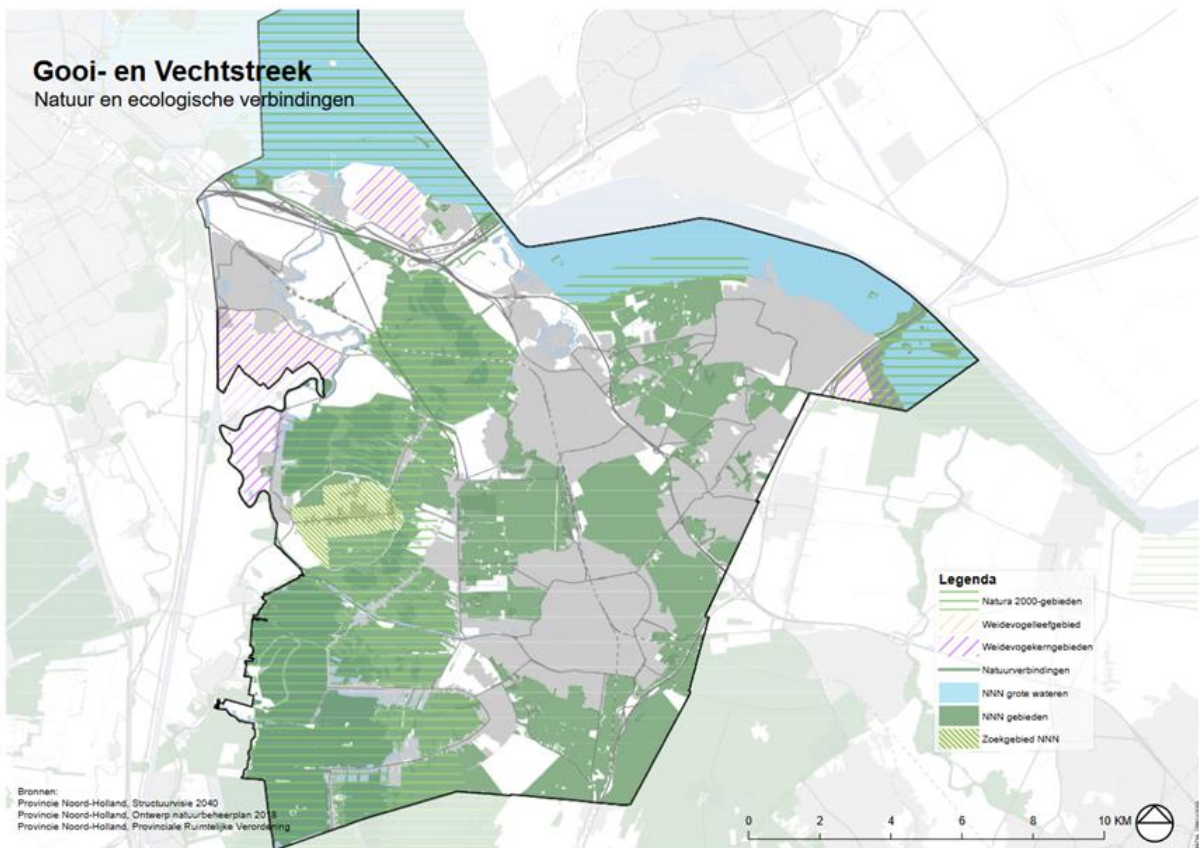 Gooi- en Vechtstreek
Natuur en ecologische verbindingen
Legenda
Natura 2000-gebieden
Weidevogelleefgebied
Weidevogekerngebieden
Natuurverbindingen
NNN grote wateren
NNN gebieden
Zoekgebied NNN
Bronnen:
Provincie Noord-Holland, Structuurvisie 2040
Provincie Noord-Holland, Ontwerp natuurbeheerplan 2018
Provincie Noord-Holland, Provinciale Ruimtelijke Verordening
0 2 4 6 8 10 KM